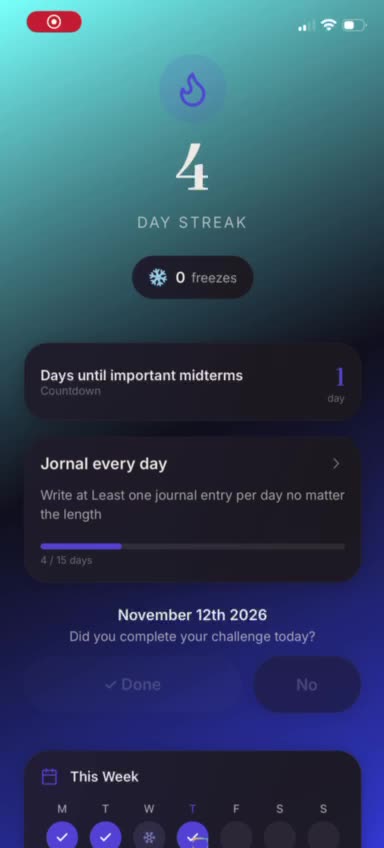 4
DAY STREAK
0 freezes
Days until important midterms
1
Countdown
day
Jornal every day
Write at Least one journal entry per day no matter
the length
4 / 15 days
November 12th 2026
Did you complete your challenge today?
Done
No
This Week
M T W T F S S